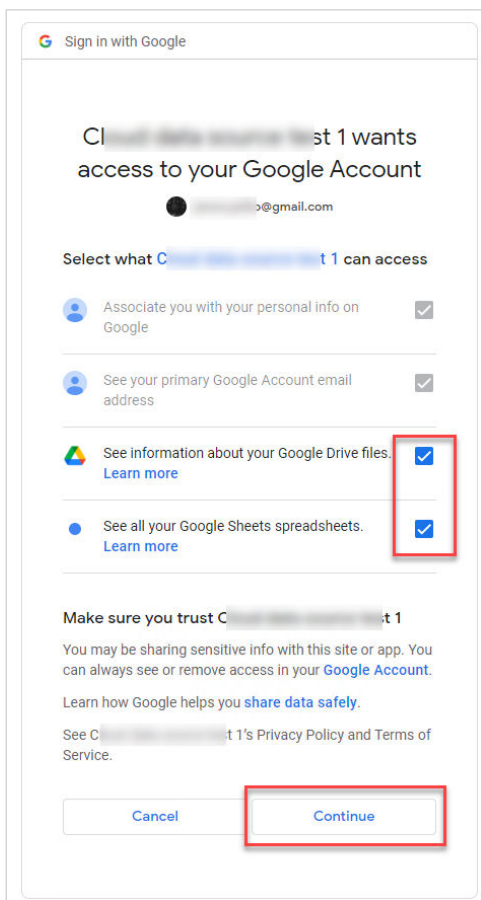 Sign in with Google
st 1 wants
access to your Google Account
@gmail.com
Select what t 1 can access
Associate you with your personal info on
Google
See your primary Google Account email
address
See information about your Google Drive files.
Learn more
See all your Google Sheets spreadsheets.
Learn more
Make sure you trust t 1
You may be sharing sensitive info with this site or app. You
can always see or remove access in your Google Account.
Learn how Google helps you share data safely.
See t 1's Privacy Policy and Terms of
Service.
Cancel
Continue